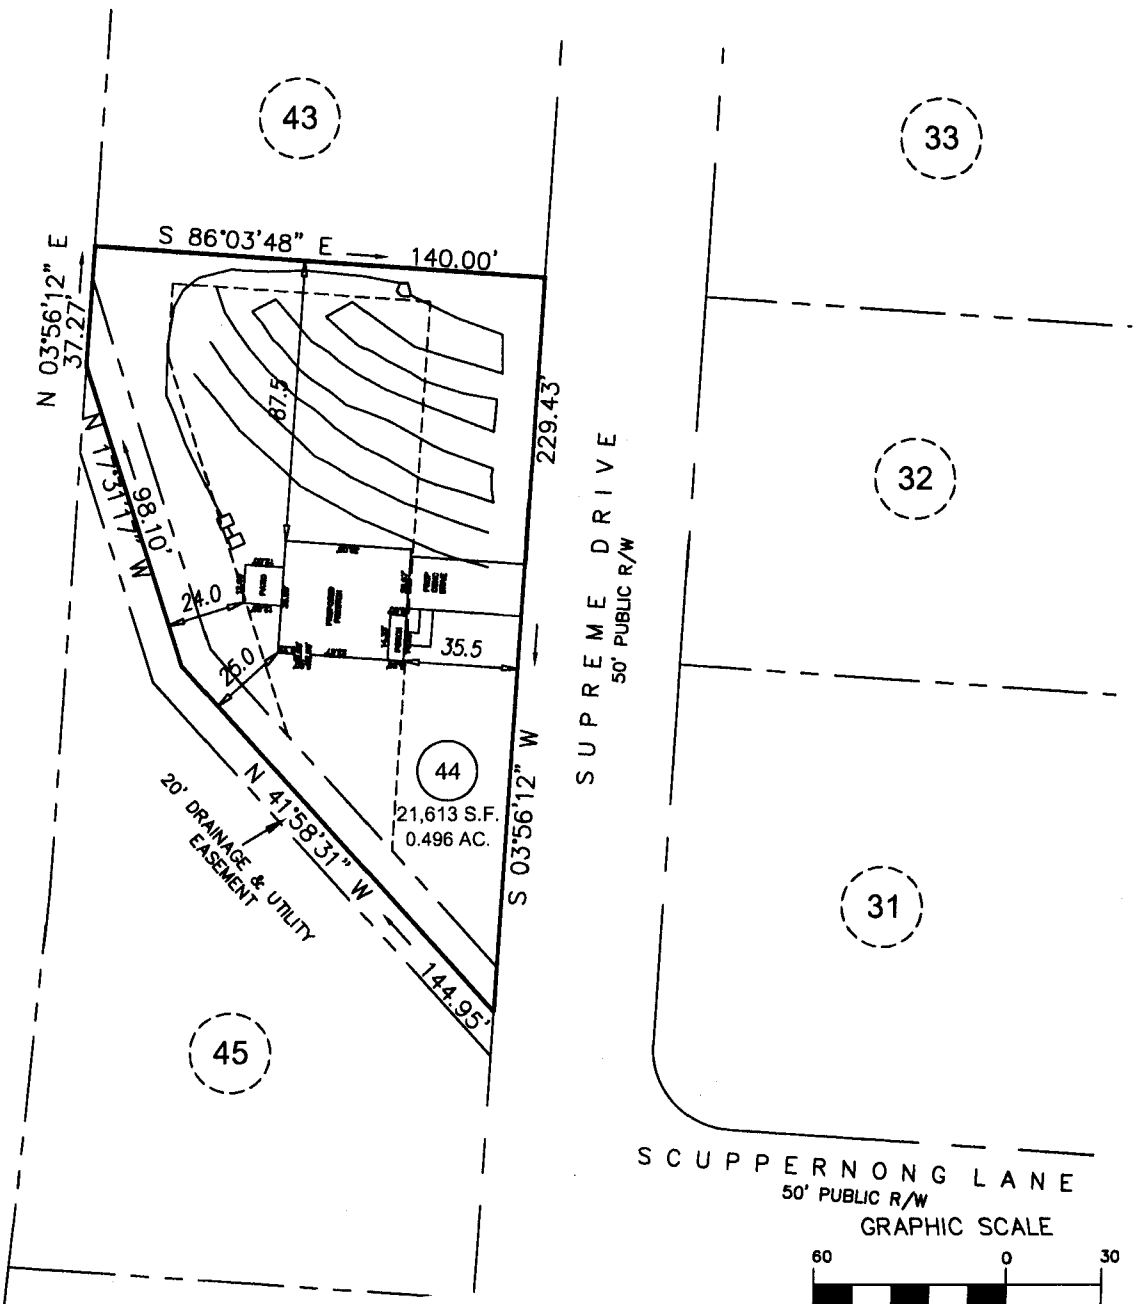 43
33
S 86°03'48" E
140.00'
N 03°56'12" E
37.27'
87.5
229.43'
32
N 17°31'17" W
98.10'
SUPREME DRIVE
50' PUBLIC R/W
24.0
26.0
35.5
PORCH
44
21,613 S.F.
0.496 AC.
S 03°56'12" W
N 41°58'31" W
144.95'
20' DRAINAGE & UTILITY
EASEMENT
31
45
SCUPPERNONG LANE
50' PUBLIC R/W
GRAPHIC SCALE
60 0 30